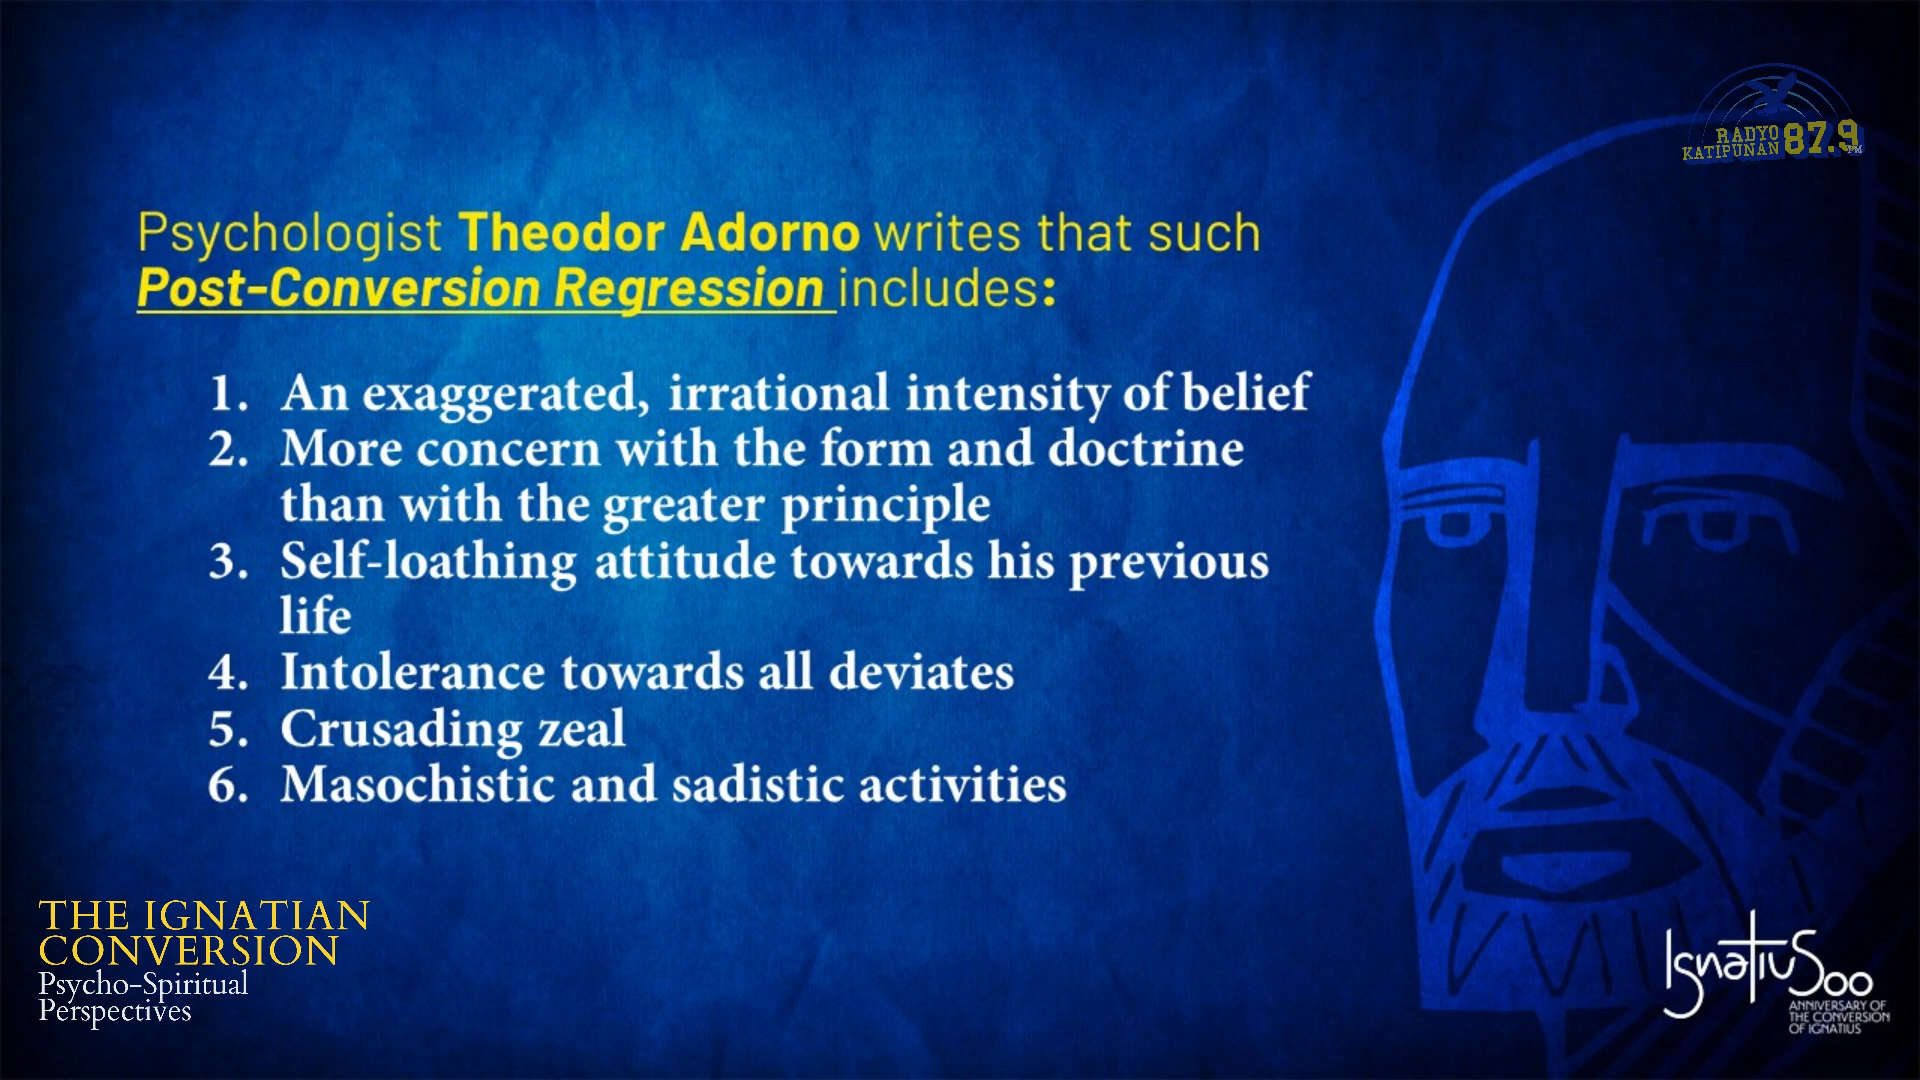 RADYO
KATIPUNAN 87.9 FM
Psychologist Theodor Adorno writes that such
Post-Conversion Regression includes:
1. An exaggerated, irrational intensity of belief
2. More concern with the form and doctrine
than with the greater principle
3. Self-loathing attitude towards his previous
life
4. Intolerance towards all deviates
5. Crusading zeal
6. Masochistic and sadistic activities
THE IGNATIAN
CONVERSION
Psycho-Spiritual
Perspectives
Ignatius500
ANNIVERSARY OF
THE CONVERSION
OF IGNATIUS